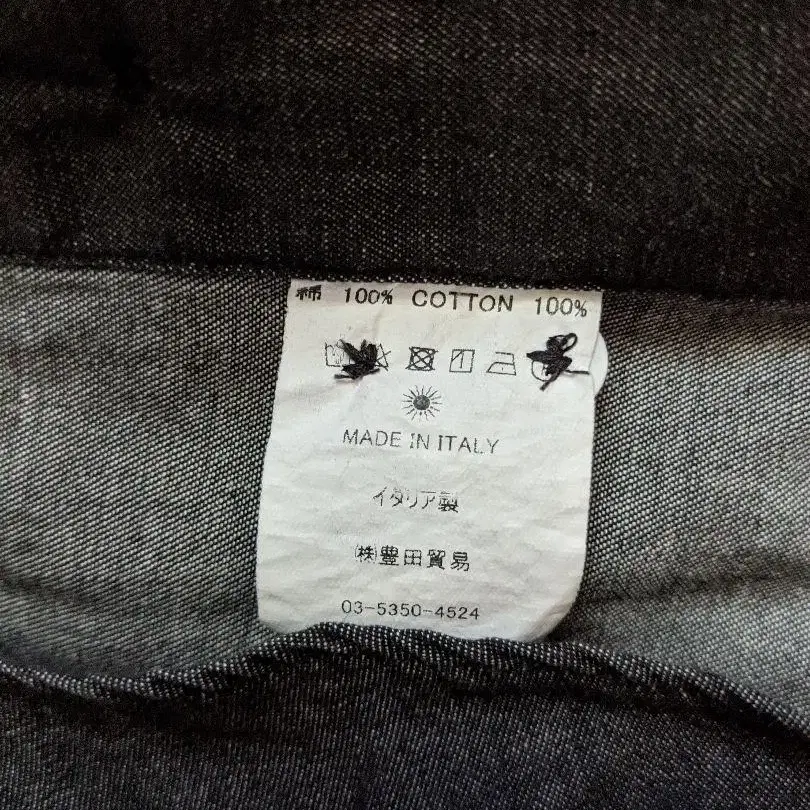 綿 100% COTTON 100%
MADE IN ITALY
イタリア製
㈱豊田貿易
03-5350-4524